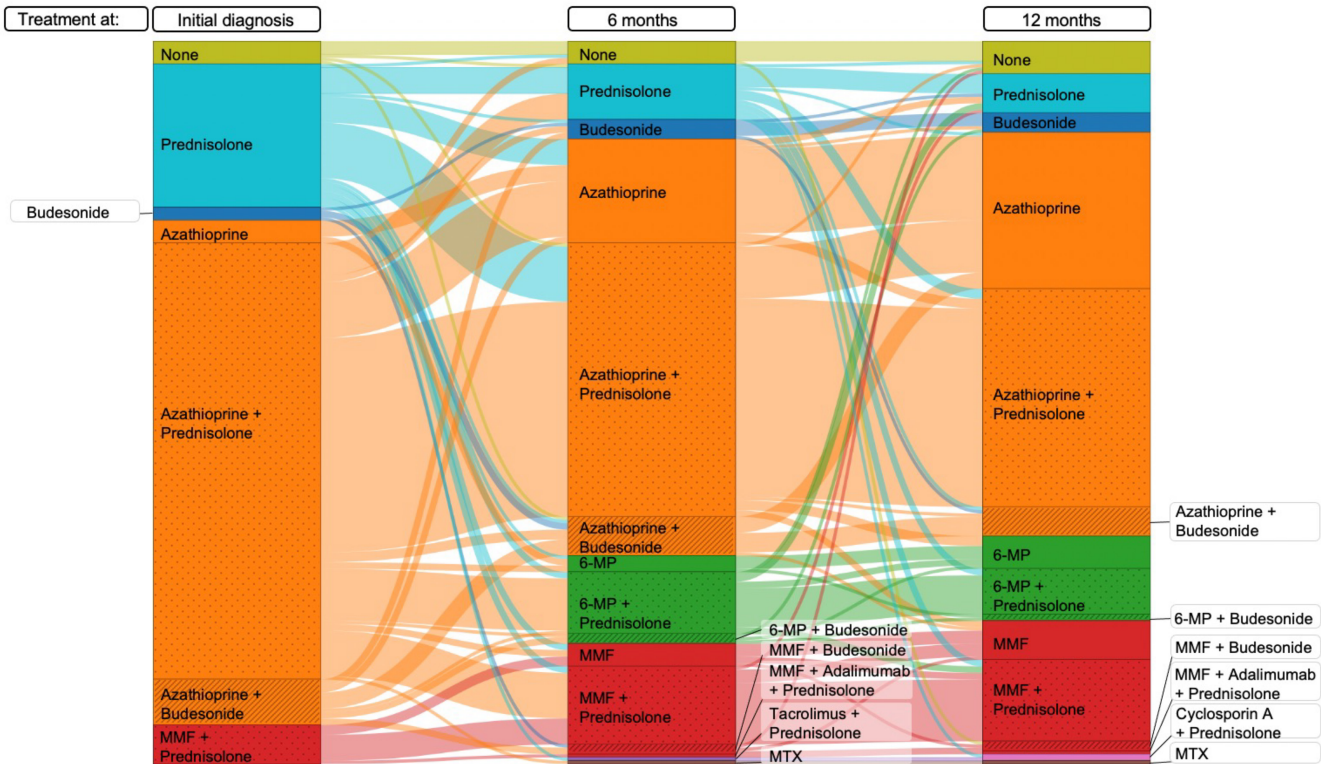 Treatment at:
Initial diagnosis
6 months
12 months
None
Prednisolone
Budesonide
Azathioprine
Azathioprine +
Prednisolone
Azathioprine +
Budesonide
MMF +
Prednisolone
None
Prednisolone
Budesonide
Azathioprine
Azathioprine +
Prednisolone
Azathioprine +
Budesonide
6-MP
6-MP +
Prednisolone
6-MP + Budesonide
MMF
MMF + Budesonide
MMF +
Prednisolone
MMF + Adalimumab
+ Prednisolone
Tacrolimus +
Prednisolone
MTX
None
Prednisolone
Budesonide
Azathioprine
Azathioprine +
Prednisolone
Azathioprine +
Budesonide
6-MP
6-MP +
Prednisolone
6-MP + Budesonide
MMF
MMF + Budesonide
MMF +
Prednisolone
MMF + Adalimumab
+ Prednisolone
Cyclosporin A
+ Prednisolone
MTX